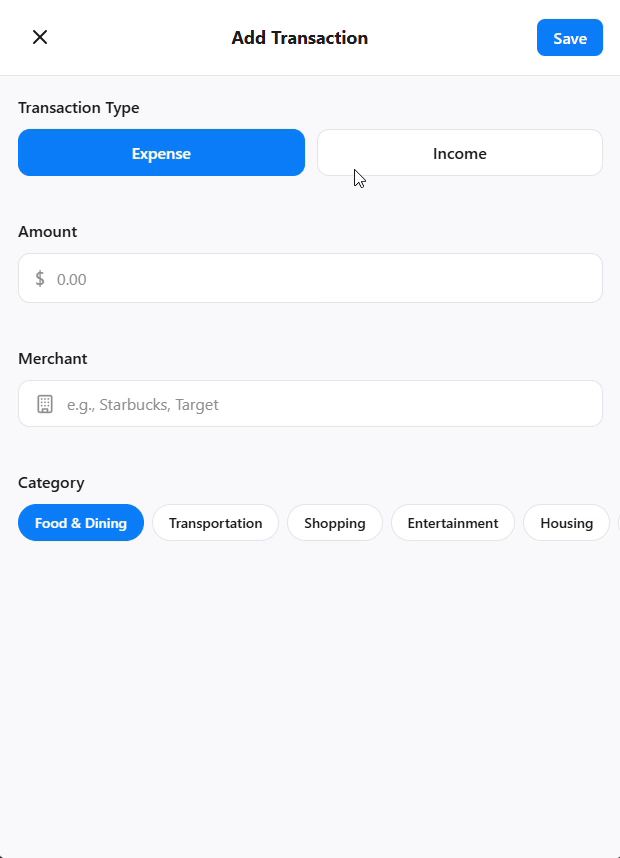 Add Transaction Save
Transaction Type
Expense Income
Amount
$ 0.00
Merchant
e.g., Starbucks, Target
Category
Food & Dining Transportation Shopping Entertainment Housing